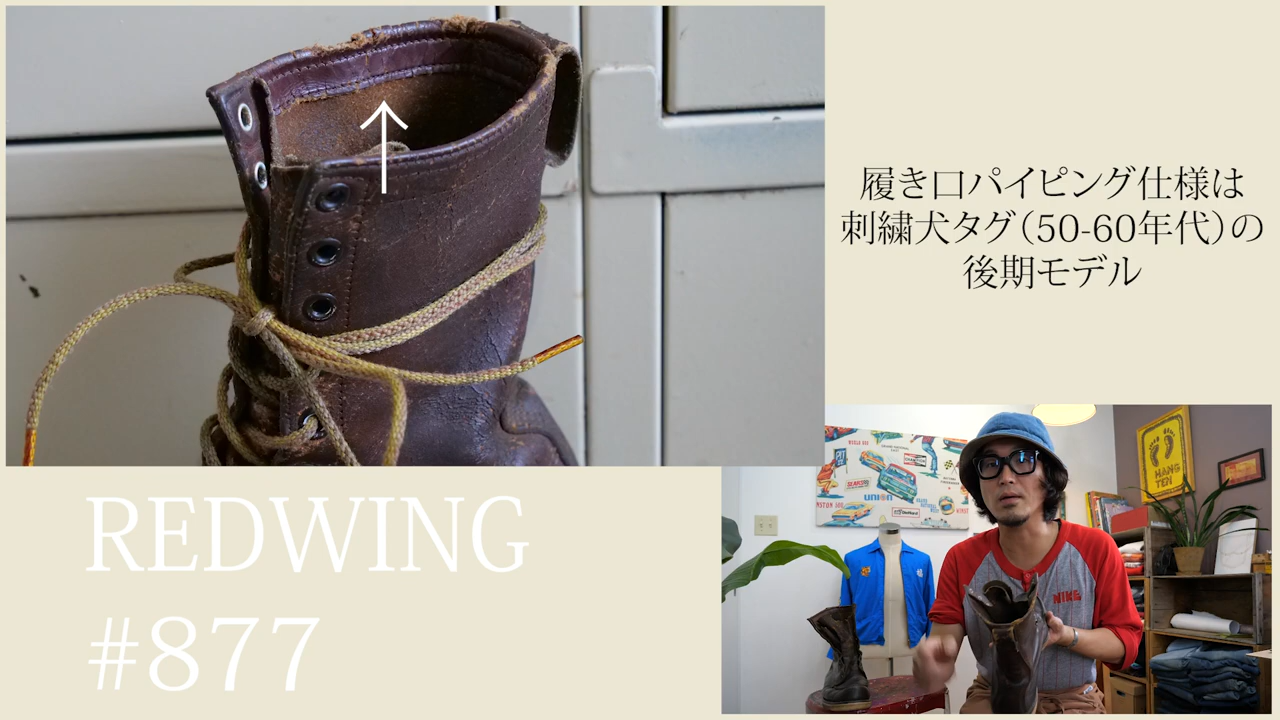 履き口パイピング仕様は
刺繍犬タグ（50-60年代）の
後期モデル
REDWING
#877
UNION
HANG
TEN
NIKE